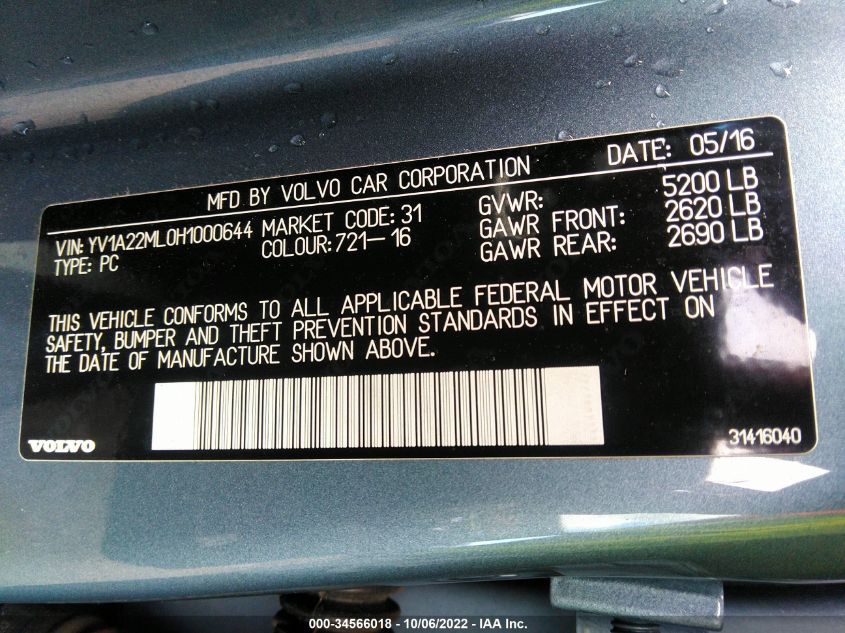 MFD BY VOLVO CAR CORPORATION DATE: 05/16
VIN: YV1A22ML0H1000644 MARKET CODE: 31 GVWR: 5200 LB
TYPE: PC COLOUR: 721-16 GAWR FRONT: 2620 LB
GAWR REAR: 2690 LB
THIS VEHICLE CONFORMS TO ALL APPLICABLE FEDERAL MOTOR VEHICLE
SAFETY, BUMPER AND THEFT PREVENTION STANDARDS IN EFFECT ON
THE DATE OF MANUFACTURE SHOWN ABOVE.
VOLVO 31416040
000-34566018 - 10/06/2022 - IAA Inc.